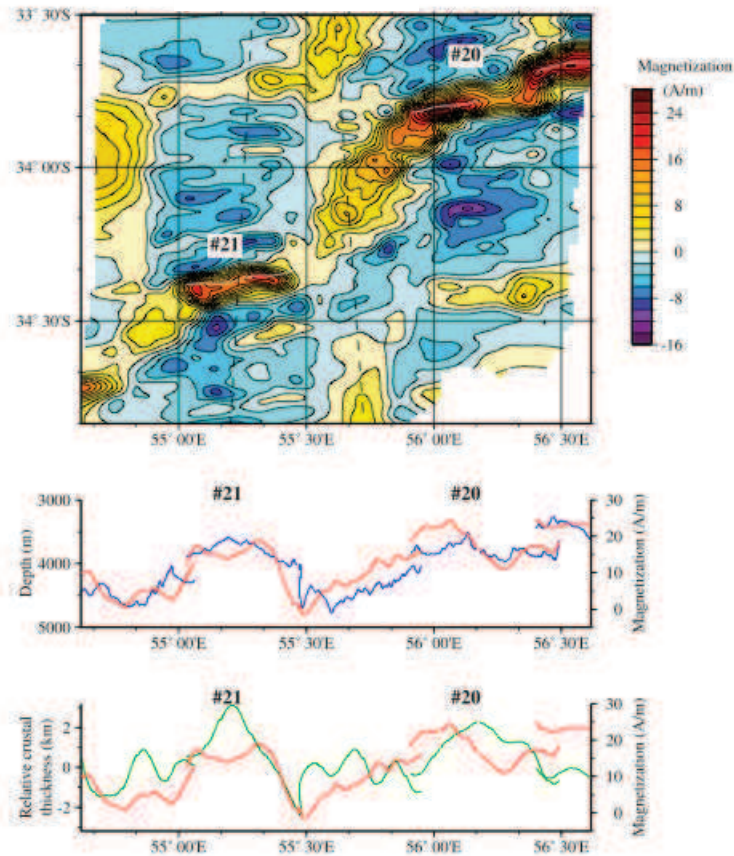 33° 30'S
#20
Magnetization
(A/m)
24
16
34° 00'S
8
#21
0
-8
34° 30'S
-16
55° 00'E 55° 30'E 56° 00'E 56° 30'E
#21 #20
3000 30
Depth (m) 4000 20 Magnetization (A/m)
10
5000 0
55° 00'E 55° 30'E 56° 00'E 56° 30'E
#21 #20
30
Relative crustal
thickness (km)
2 20
0 10
-2 0
Magnetization (A/m)
55° 00'E 55° 30'E 56° 00'E 56° 30'E